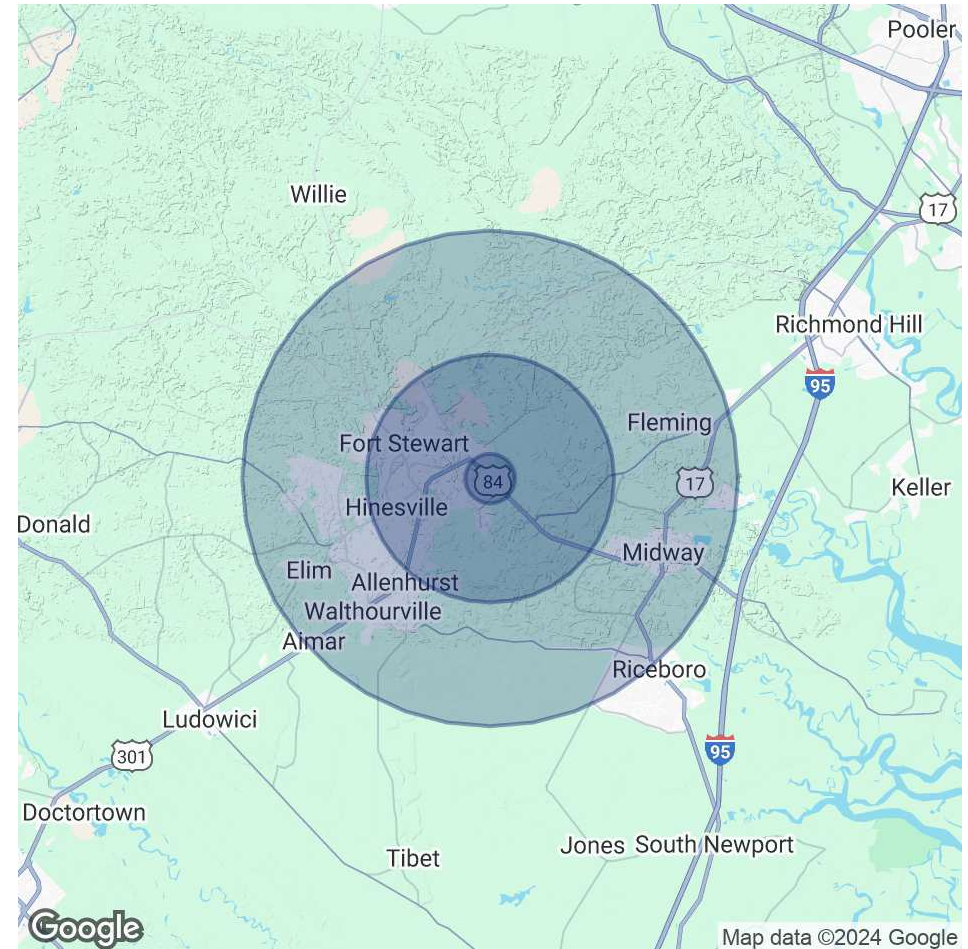 Pooler
Willie
17
Richmond Hill
95
Fleming
Fort Stewart
84
17
Keller
Hinesville
Donald
Midway
Elim
Allenhurst
Walthourville
Aimar
Riceboro
Ludowici
301
95
Doctortown
Jones South Newport
Tibet
Google
Map data ©2024 Google